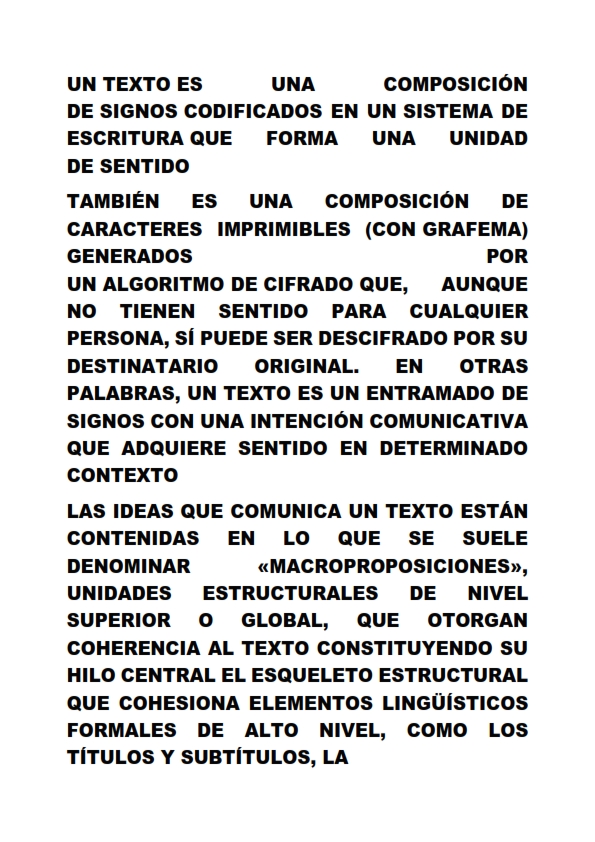 UN TEXTO ES UNA COMPOSICIÓN
DE SIGNOS CODIFICADOS EN UN SISTEMA DE
ESCRITURA QUE FORMA UNA UNIDAD
DE SENTIDO
TAMBIÉN ES UNA COMPOSICIÓN DE
CARACTERES IMPRIMIBLES (CON GRAFEMA)
GENERADOS POR
UN ALGORITMO DE CIFRADO QUE, AUNQUE
NO TIENEN SENTIDO PARA CUALQUIER
PERSONA, SÍ PUEDE SER DESCIFRADO POR SU
DESTINATARIO ORIGINAL. EN OTRAS
PALABRAS, UN TEXTO ES UN ENTRAMADO DE
SIGNOS CON UNA INTENCIÓN COMUNICATIVA
QUE ADQUIERE SENTIDO EN DETERMINADO
CONTEXTO
LAS IDEAS QUE COMUNICA UN TEXTO ESTÁN
CONTENIDAS EN LO QUE SE SUELE
DENOMINAR «MACROPROPOSICIONES»,
UNIDADES ESTRUCTURALES DE NIVEL
SUPERIOR O GLOBAL, QUE OTORGAN
COHERENCIA AL TEXTO CONSTITUYENDO SU
HILO CENTRAL EL ESQUELETO ESTRUCTURAL
QUE COHESIONA ELEMENTOS LINGÜÍSTICOS
FORMALES DE ALTO NIVEL, COMO LOS
TÍTULOS Y SUBTÍTULOS, LA